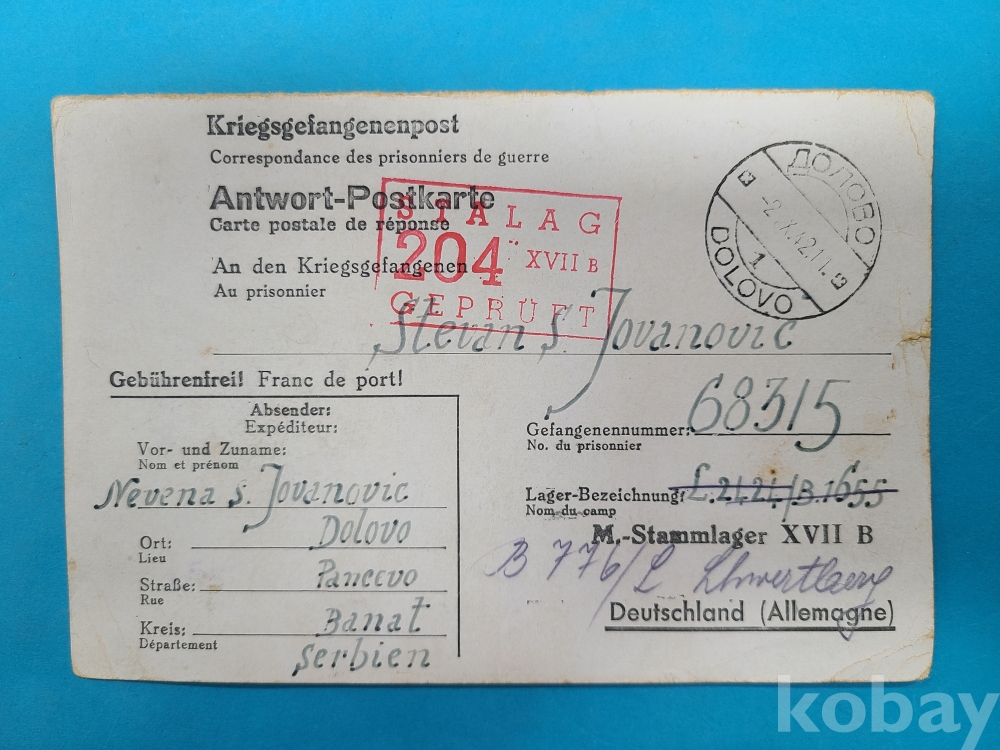 Kriegsgefangenenpost
Correspondance des prisonniers de guerre
Antwort-Postkarte
Carte postale de réponse
An den Kriegsgefangenen
Au prisonnier
STALAG
204 XVII B
GEPRÜFT
ДОЛОВО
-2.X.42.11.
1
DOLOVO
Stevan S. Jovanovic
Gebührenfrei! Franc de port!
Absender:
Expéditeur:
Vor- und Zuname:
Nom et prénom
Nevena S. Jovanovic
Ort: Dolovo
Lieu
Straße: Pancevo
Rue
Kreis: Banat
Département
Serbien
Gefangenennummer: 68315
No. du prisonnier
Lager-Bezeichnung: L.2424/B.1655
Nom du camp
M.-Stammlager XVII B
B 776/L
Deutschland (Allemagne)
kobay